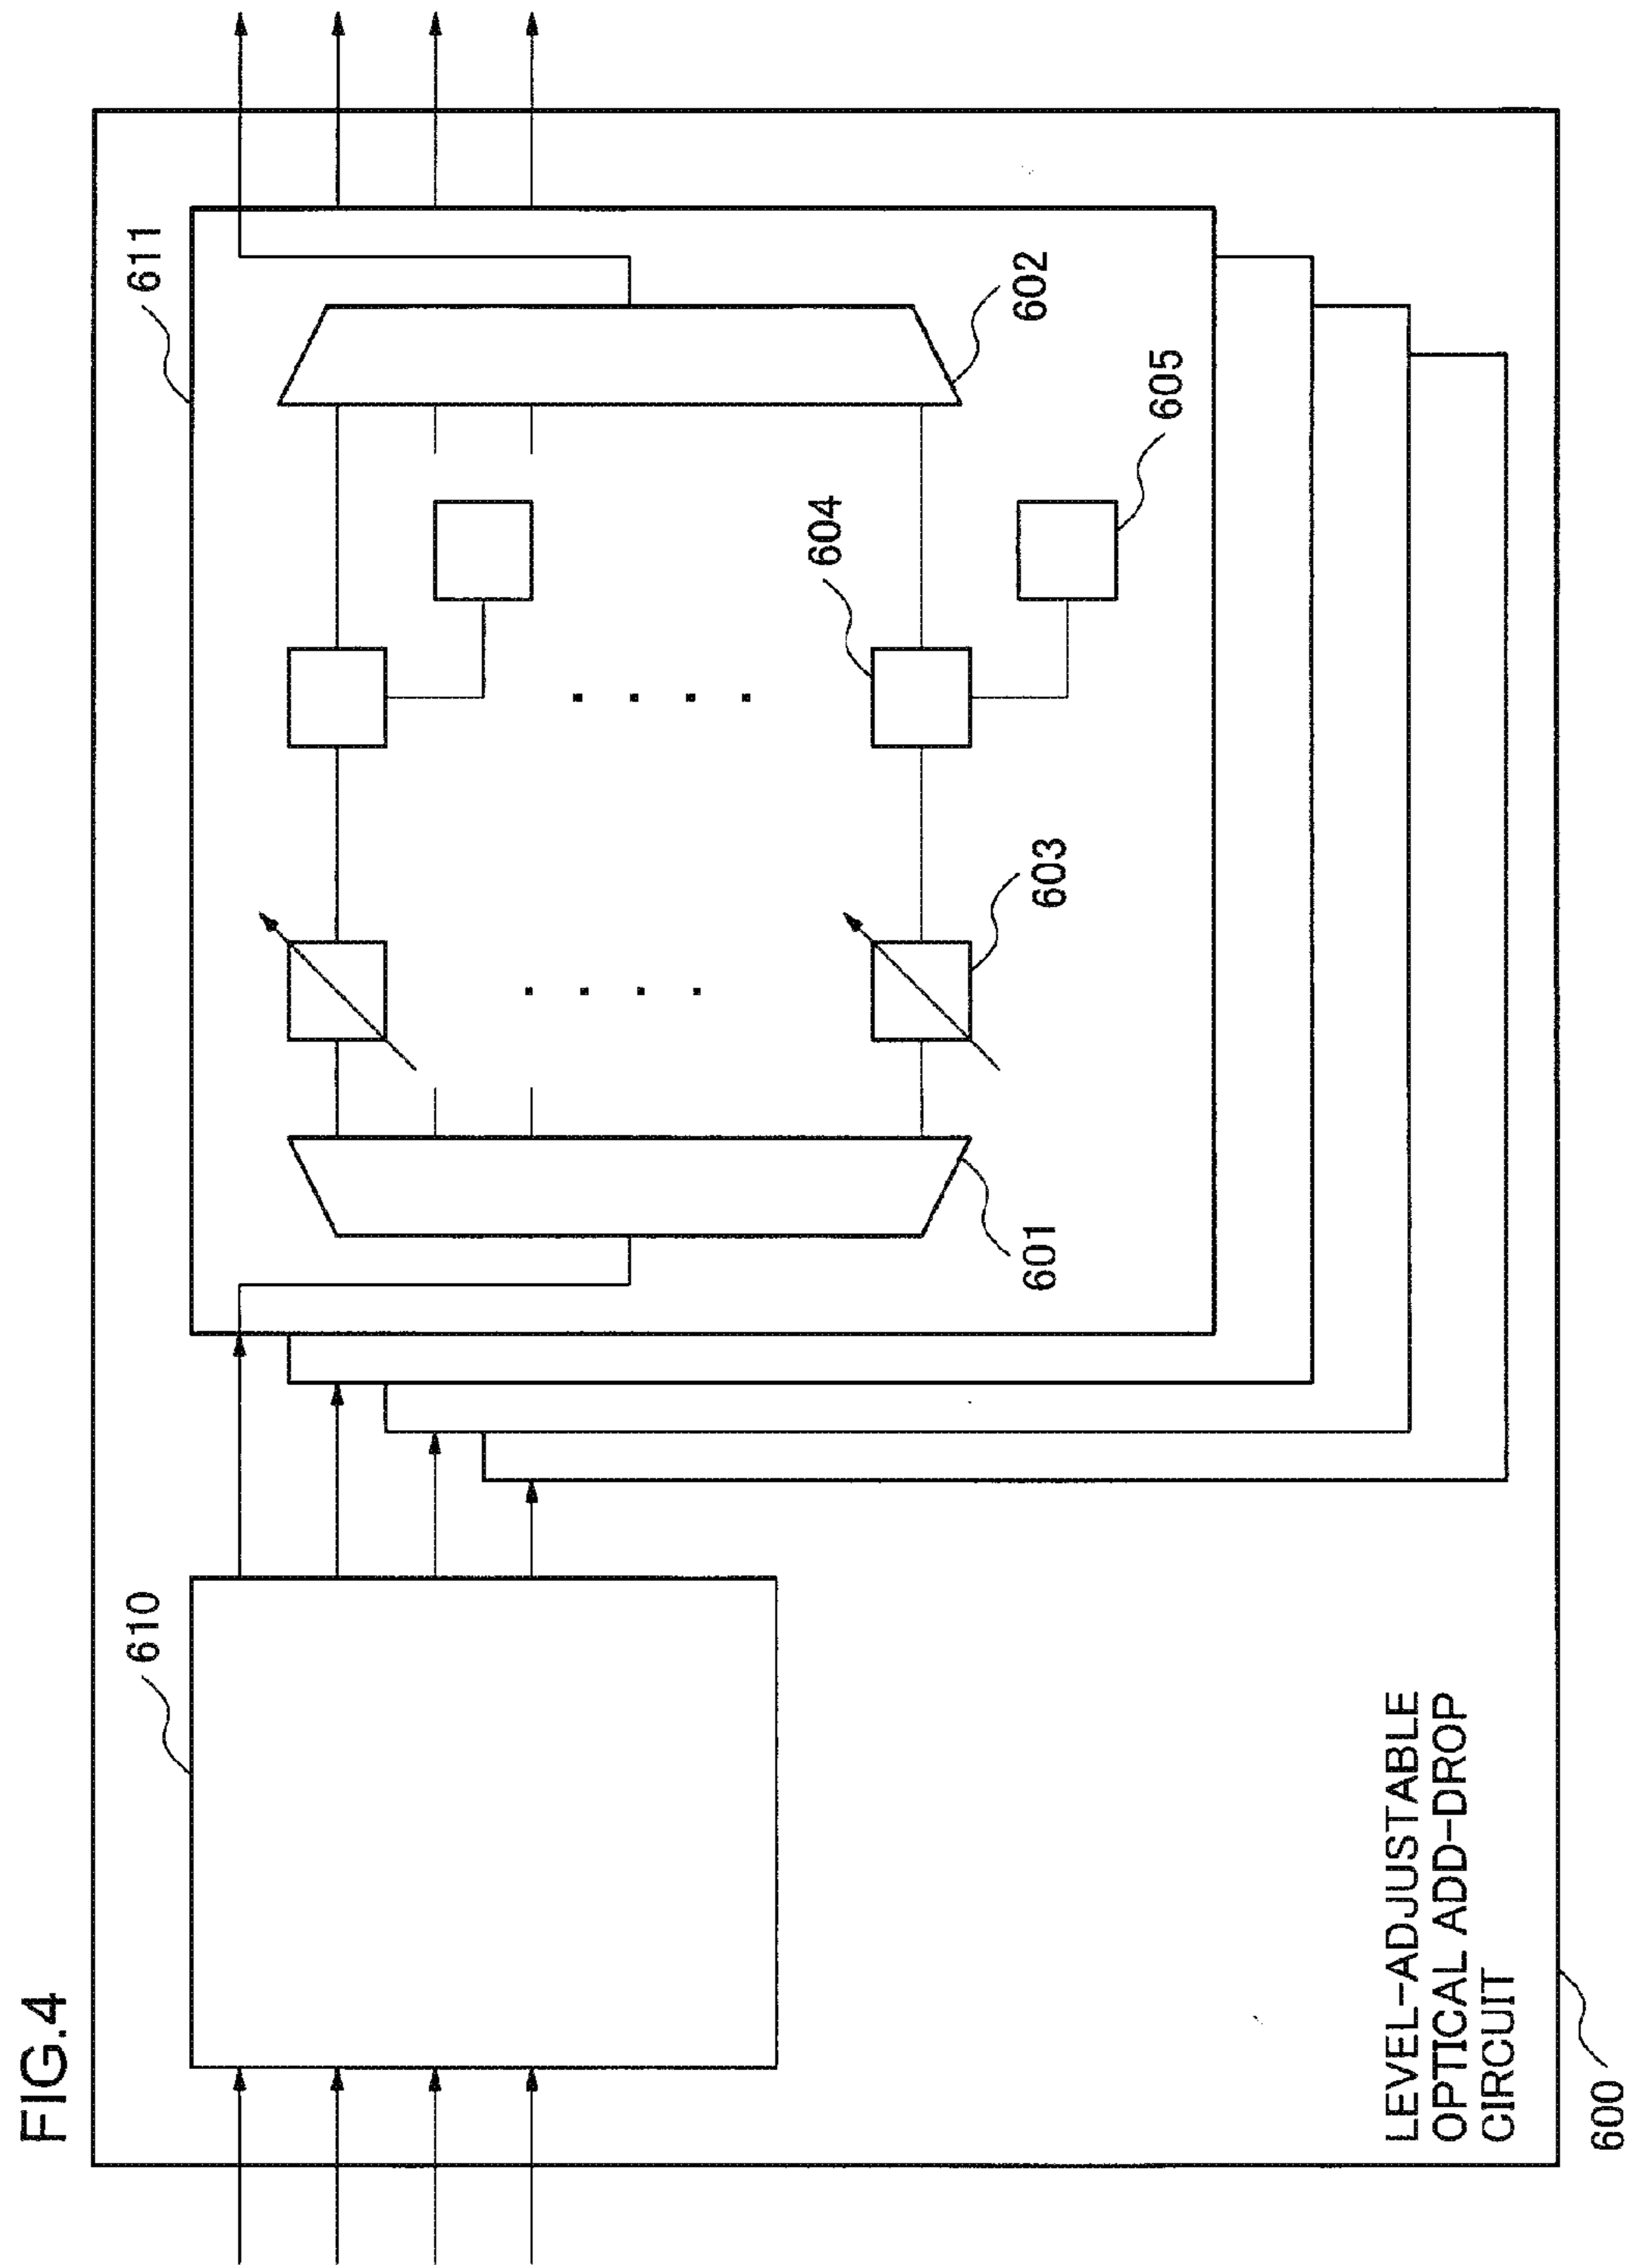 FIG.4
610
611
602
605
604
603
601
LEVEL-ADJUSTABLE
OPTICAL ADD-DROP
CIRCUIT
600